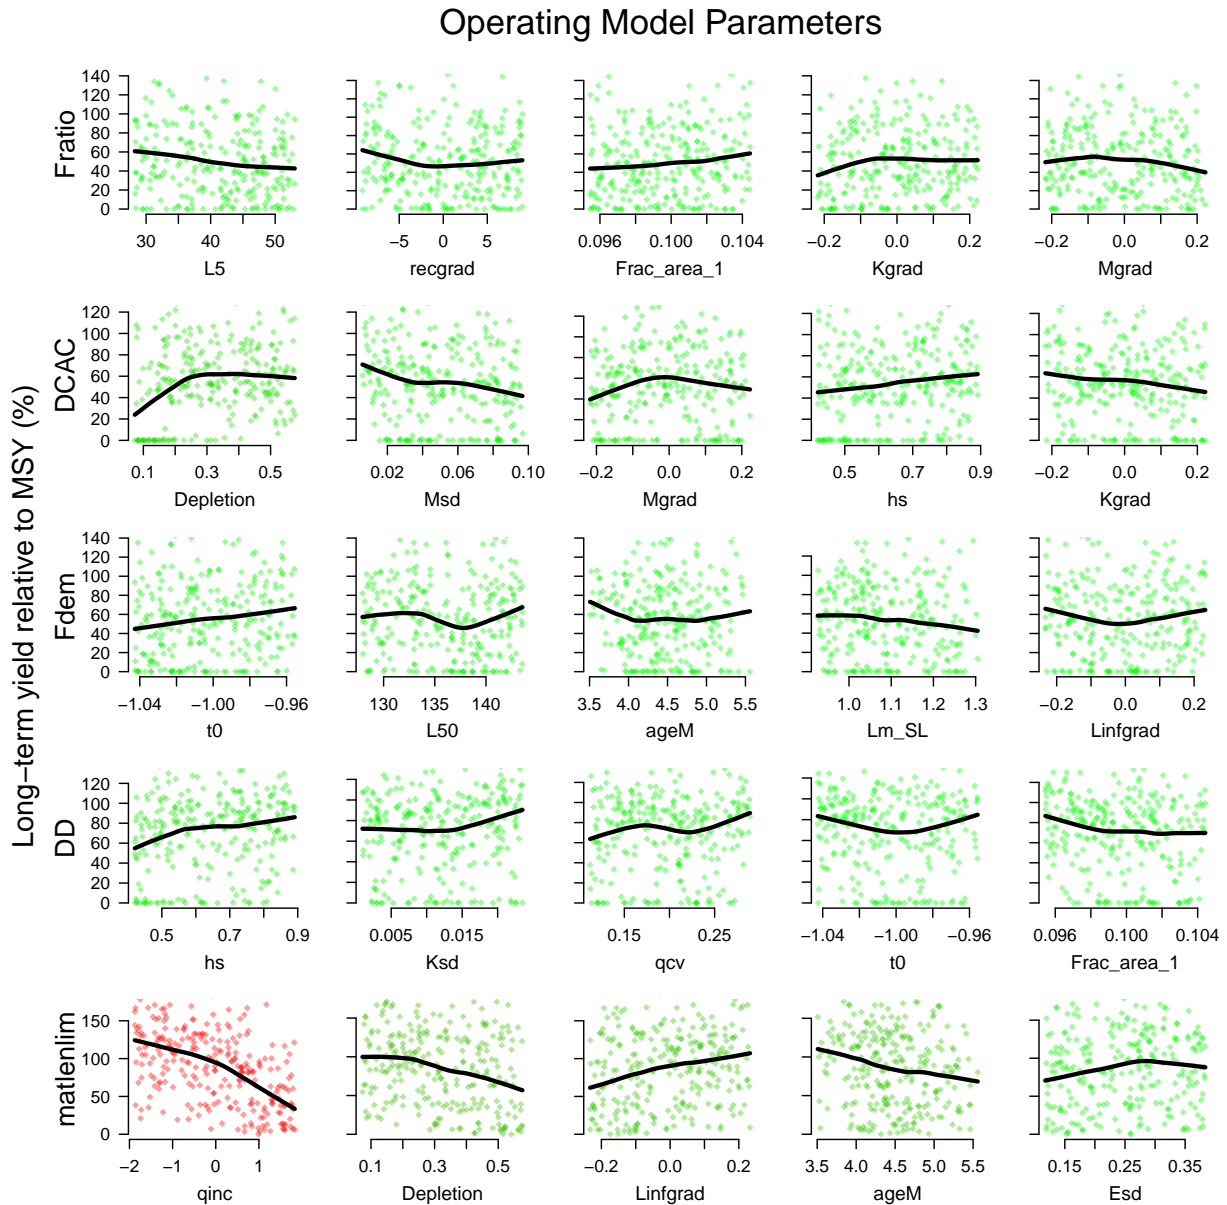 Operating Model Parameters
Long−term yield relative to MSY (%)
Fratio
0 20 40 60 80 100 120 140
30 40 50
L5
−5 0 5
recgrad
0.096 0.100 0.104
Frac_area_1
−0.2 0.0 0.2
Kgrad
−0.2 0.0 0.2
Mgrad
DCAC
0 20 40 60 80 100 120
0.1 0.3 0.5
Depletion
0.02 0.06 0.10
Msd
−0.2 0.0 0.2
Mgrad
0.5 0.7 0.9
hs
−0.2 0.0 0.2
Kgrad
Fdem
0 20 40 60 80 100 120 140
−1.04 −1.00 −0.96
t0
130 135 140
L50
3.5 4.0 4.5 5.0 5.5
ageM
1.0 1.1 1.2 1.3
Lm_SL
−0.2 0.0 0.2
Linfgrad
DD
0 20 40 60 80 100 120
0.5 0.7 0.9
hs
0.005 0.015
Ksd
0.15 0.25
qcv
−1.04 −1.00 −0.96
t0
0.096 0.100 0.104
Frac_area_1
matlenlim
0 50 100 150
−2 −1 0 1
qinc
0.1 0.3 0.5
Depletion
−0.2 0.0 0.2
Linfgrad
3.5 4.0 4.5 5.0 5.5
ageM
0.15 0.25 0.35
Esd